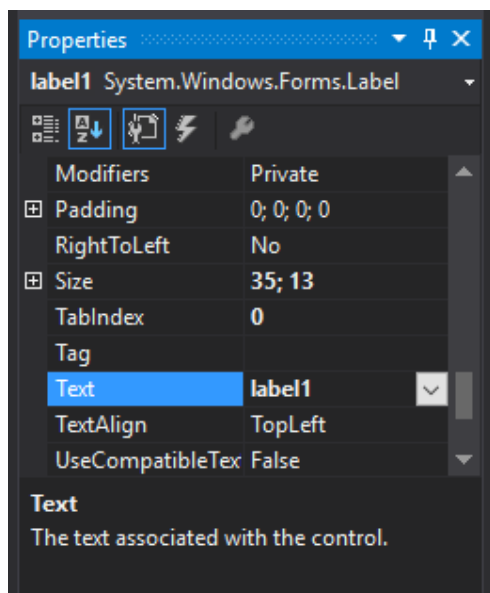 Properties
label1 System.Windows.Forms.Label
Modifiers Private
Padding 0; 0; 0; 0
RightToLeft No
Size 35; 13
TabIndex 0
Tag
Text label1
TextAlign TopLeft
UseCompatibleTex False
Text
The text associated with the control.